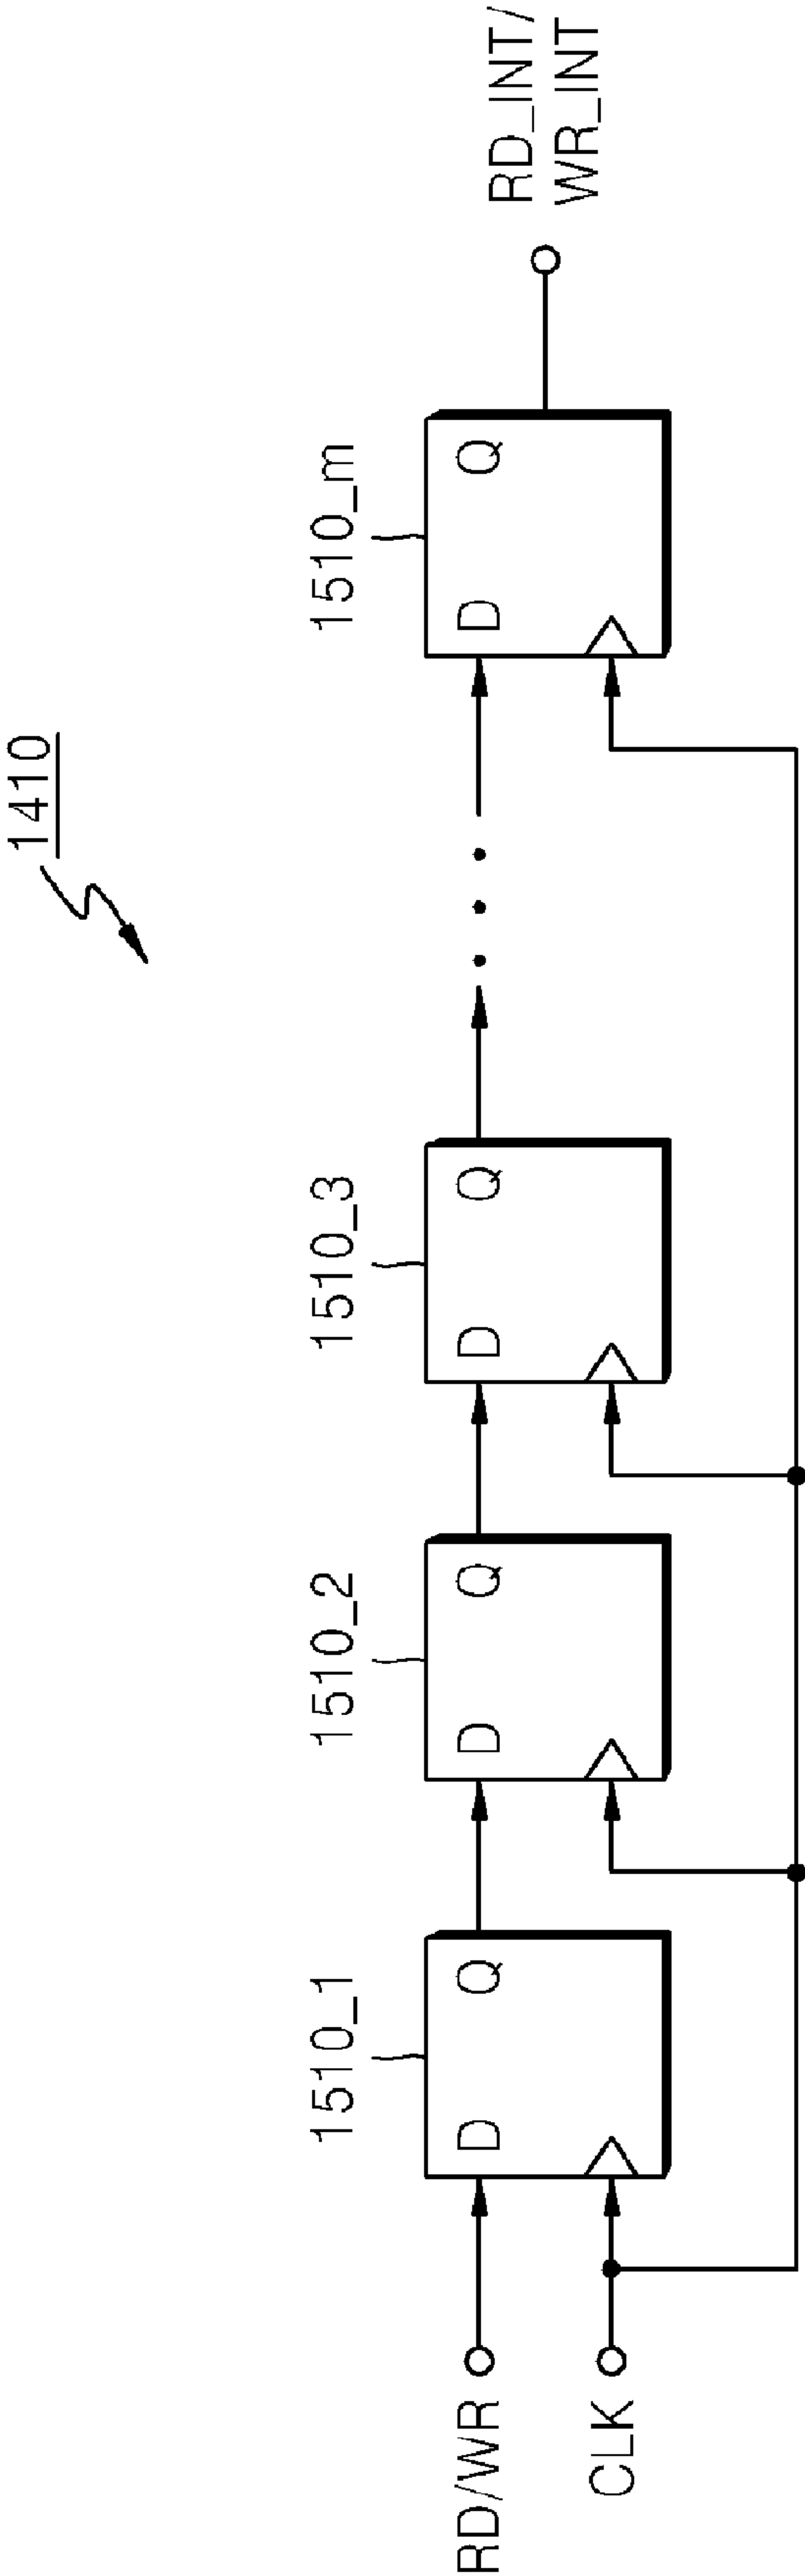 1410
1510_1
1510_2
1510_3
1510_m
D Q
D Q
D Q
D Q
RD/WR
CLK
RD_INT/
WR_INT